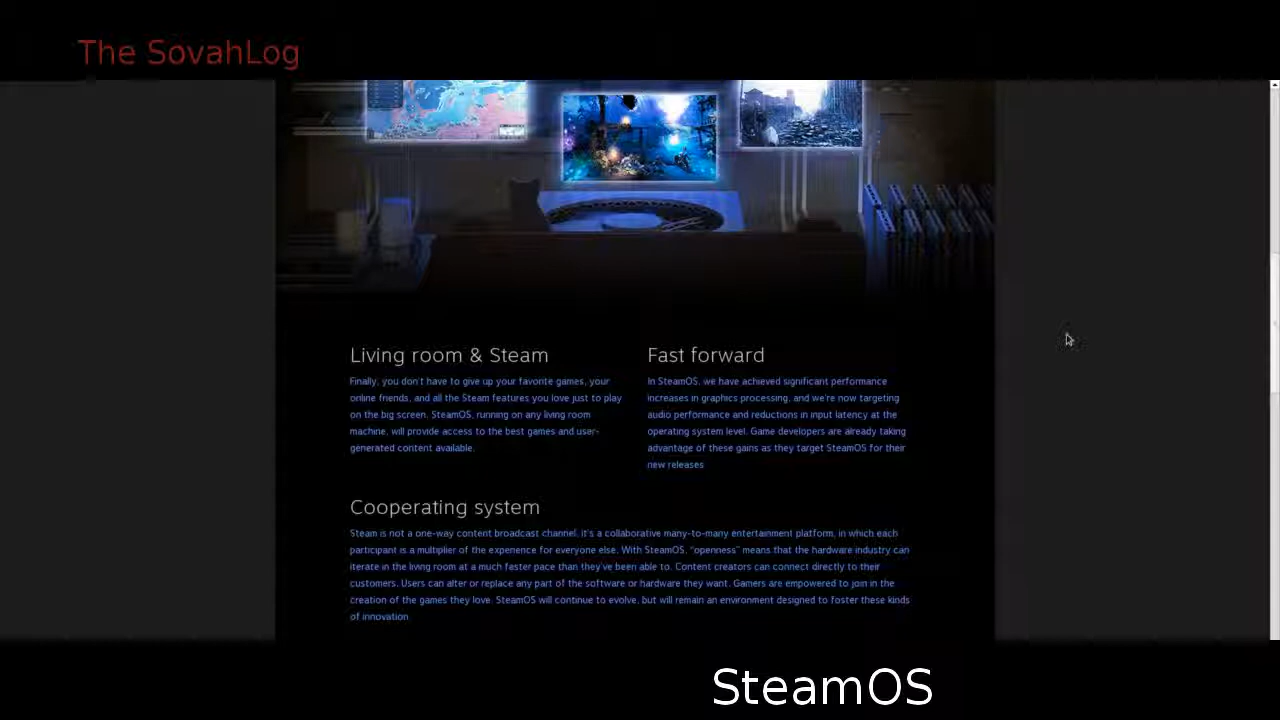 The SovahLog
Living room & Steam
Finally, you don't have to give up your favorite games, your
online friends, and all the Steam features you love just to play
on the big screen. SteamOS, running on any living room
machine, will provide access to the best games and user-
generated content available.
Fast forward
In SteamOS, we have achieved significant performance
increases in graphics processing, and we're now targeting
audio performance and reductions in input latency at the
operating system level. Game developers are already taking
advantage of these gains as they target SteamOS for their
new releases
Cooperating system
Steam is not a one-way content broadcast channel, it's a collaborative many-to-many entertainment platform, in which each
participant is a multiplier of the experience for everyone else. With SteamOS, "openness" means that the hardware industry can
iterate in the living room at a much faster pace than they've been able to. Content creators can connect directly to their
customers. Users can alter or replace any part of the software or hardware they want. Gamers are empowered to join in the
creation of the games they love. SteamOS will continue to evolve, but will remain an environment designed to foster these kinds
of innovation
SteamOS